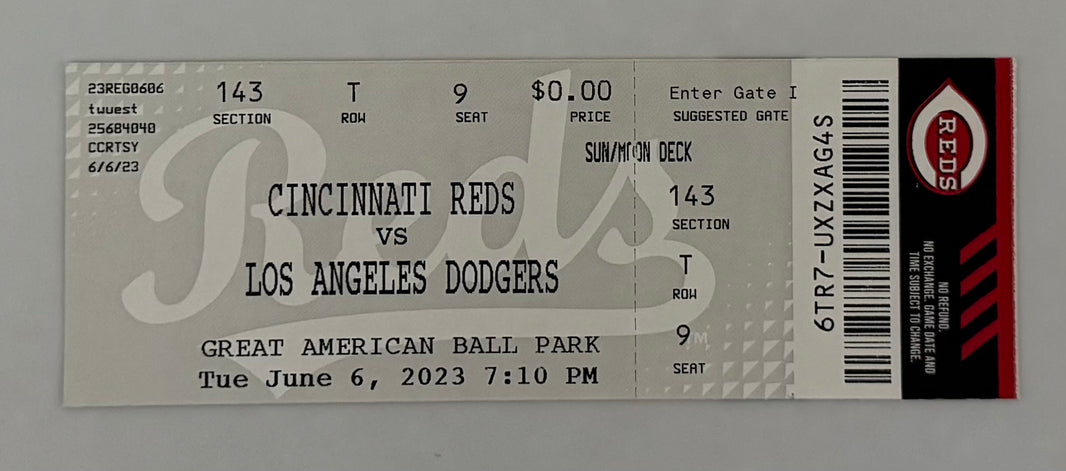 23REG0606
twuest
25684040
CCRTSY
6/6/23
143 T 9 $0.00
SECTION ROW SEAT PRICE
CINCINNATI REDS
VS
LOS ANGELES DODGERS
GREAT AMERICAN BALL PARK
Tue June 6, 2023 7:10 PM
Reds
TM
Enter Gate I
SUGGESTED GATE
SUN/MOON DECK
143
SECTION
T
ROW
9
SEAT
6TR7-UXZXAG4S
REDS
NO REFUND.
NO EXCHANGE. GAME DATE AND
TIME SUBJECT TO CHANGE.